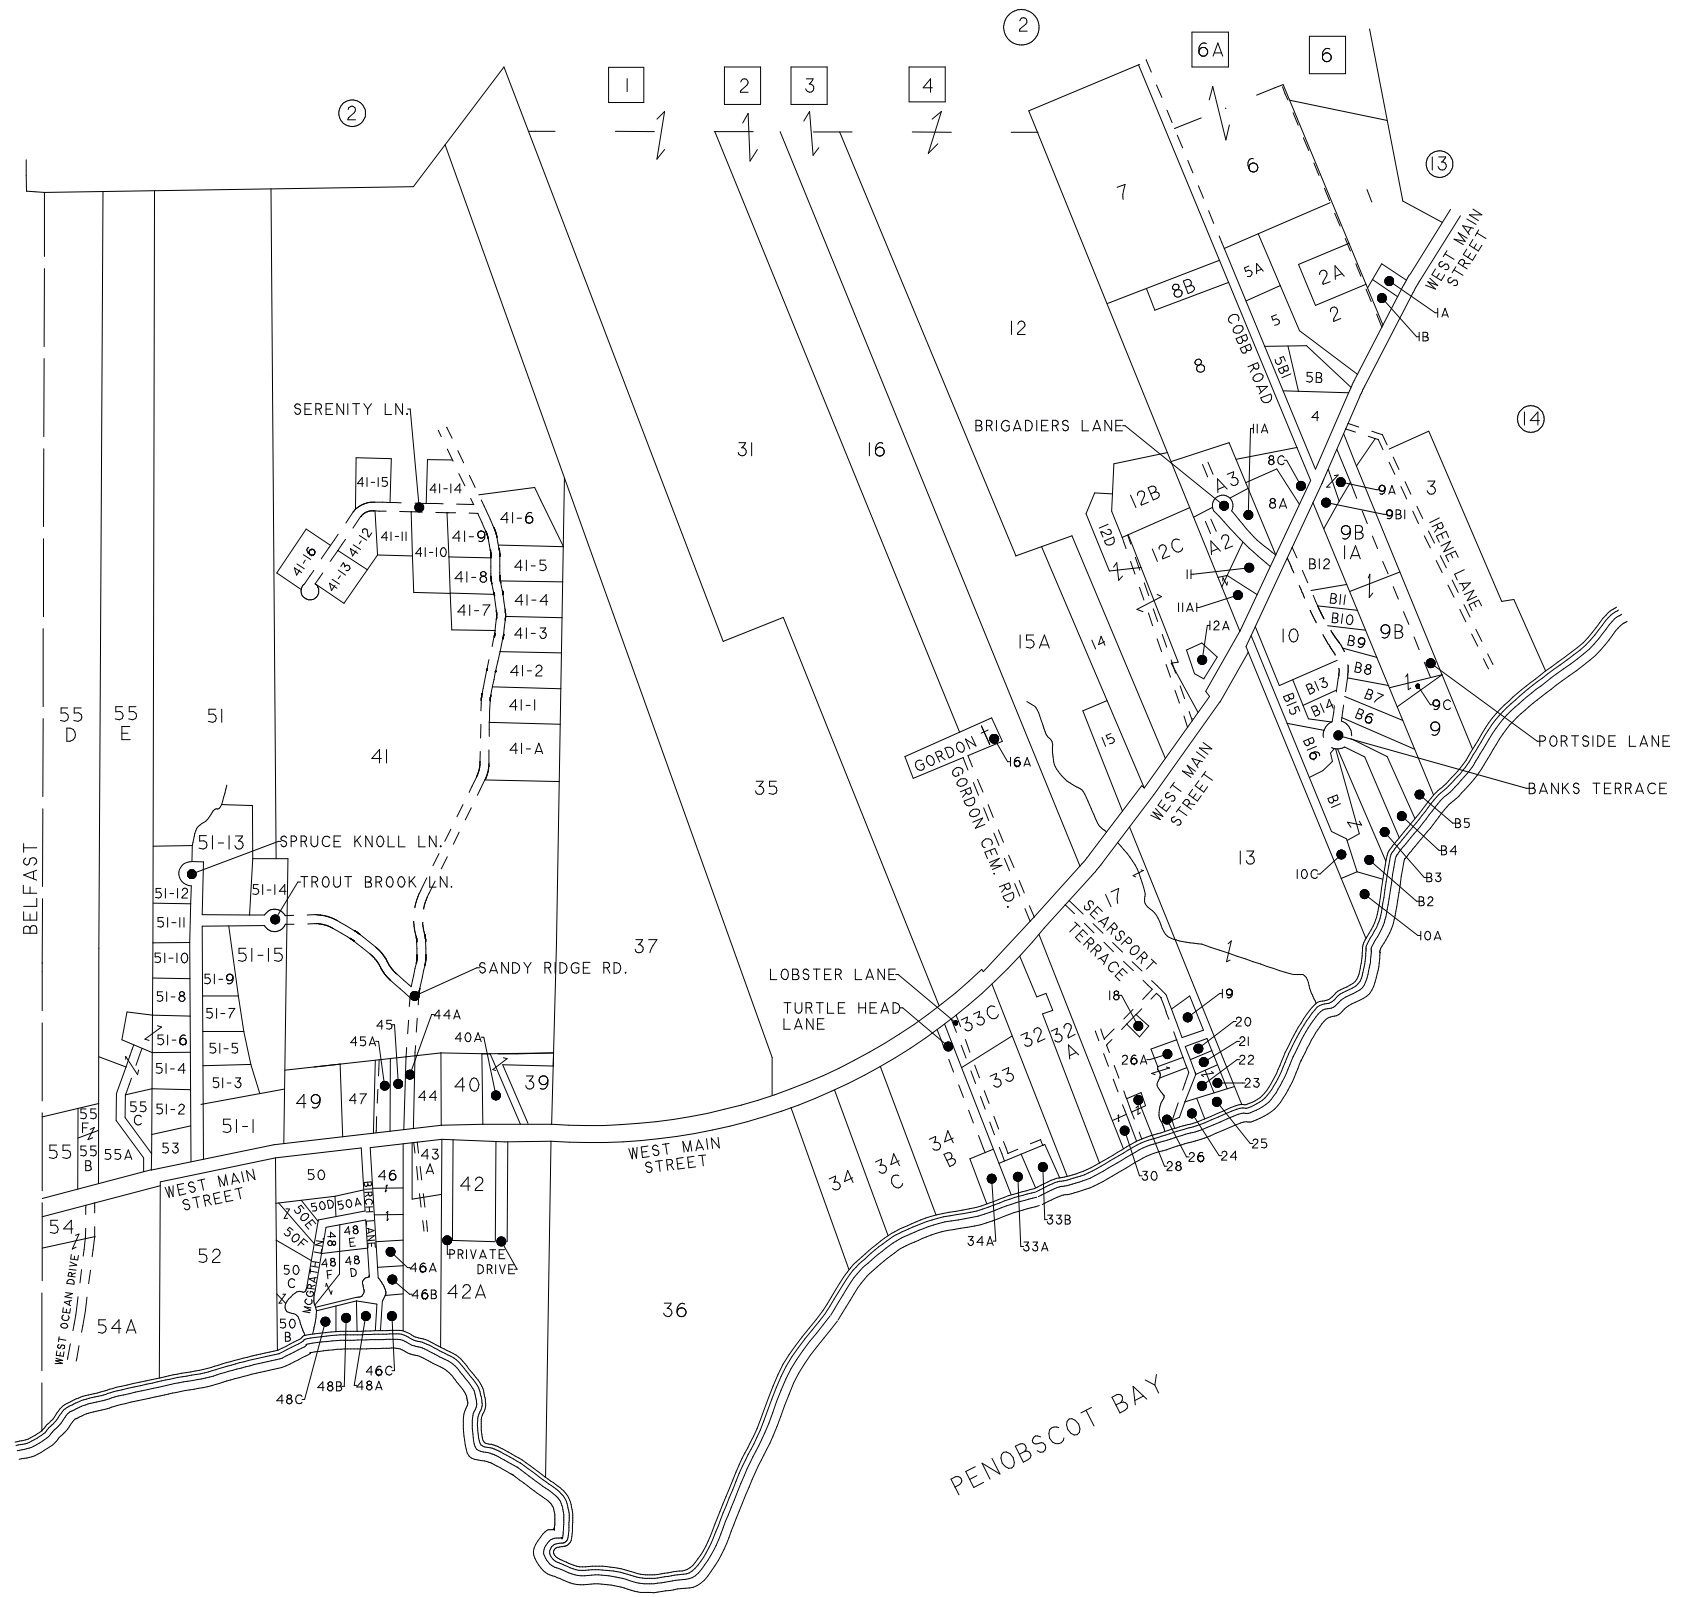 2
6A
6
1
2
3
4
2
13
6
7
1
5A
2A
8B
WEST MAIN
STREET
1A
5
2
12
COBB ROAD
1B
8
5B1
5B
SERENITY LN.
4
14
BRIGADIERS LANE
11A
31
16
8C
41-15
41-14
12B
A3
9A
3
8A
9B1
41-6
41-9
41-11
41-12
41-10
12D
12C
A2
9B
1A
IRENE LANE
41-16
41-5
B12
41-13
41-8
11
41-4
B11
41-7
11A1
B10
41-3
12A
10
9B
B9
15A
14
41-2
B8
B13
B7
41-1
B15
B14
9C
55
D
55
E
51
B6
9
41-A
15
B16
PORTSIDE LANE
41
GORDON
16A
GORDON CEM. RD.
WEST MAIN
STREET
35
BANKS TERRACE
B1
B5
51-13
SPRUCE KNOLL LN.
B4
BELFAST
13
51-12
51-14
TROUT BROOK LN.
10C
B3
17
B2
51-11
SEARSPORT
TERRACE
10A
37
51-10
51-15
51-9
SANDY RIDGE RD.
LOBSTER LANE
51-8
18
19
51-7
44A
TURTLE HEAD
LANE
33C
45
32
32
A
51-6
45A
40A
20
51-5
21
26A
22
51-4
33
51-3
49
47
44
40
39
23
55
F
55
C
51-2
51-1
34
B
55
55
B
55A
53
43
A
WEST MAIN
STREET
25
24
26
28
30
34
C
34
WEST MAIN
STREET
50
46
42
BIRCH LANE
50D
50A
50E
33B
54
50F
48
48
E
34A
33A
52
PRIVATE
DRIVE
50
C
48
F
48
D
46A
MCGRATH LN
46B
42A
WEST OCEAN DRIVE
54A
36
50
B
46C
48C
48B
48A
PENOBSCOT BAY